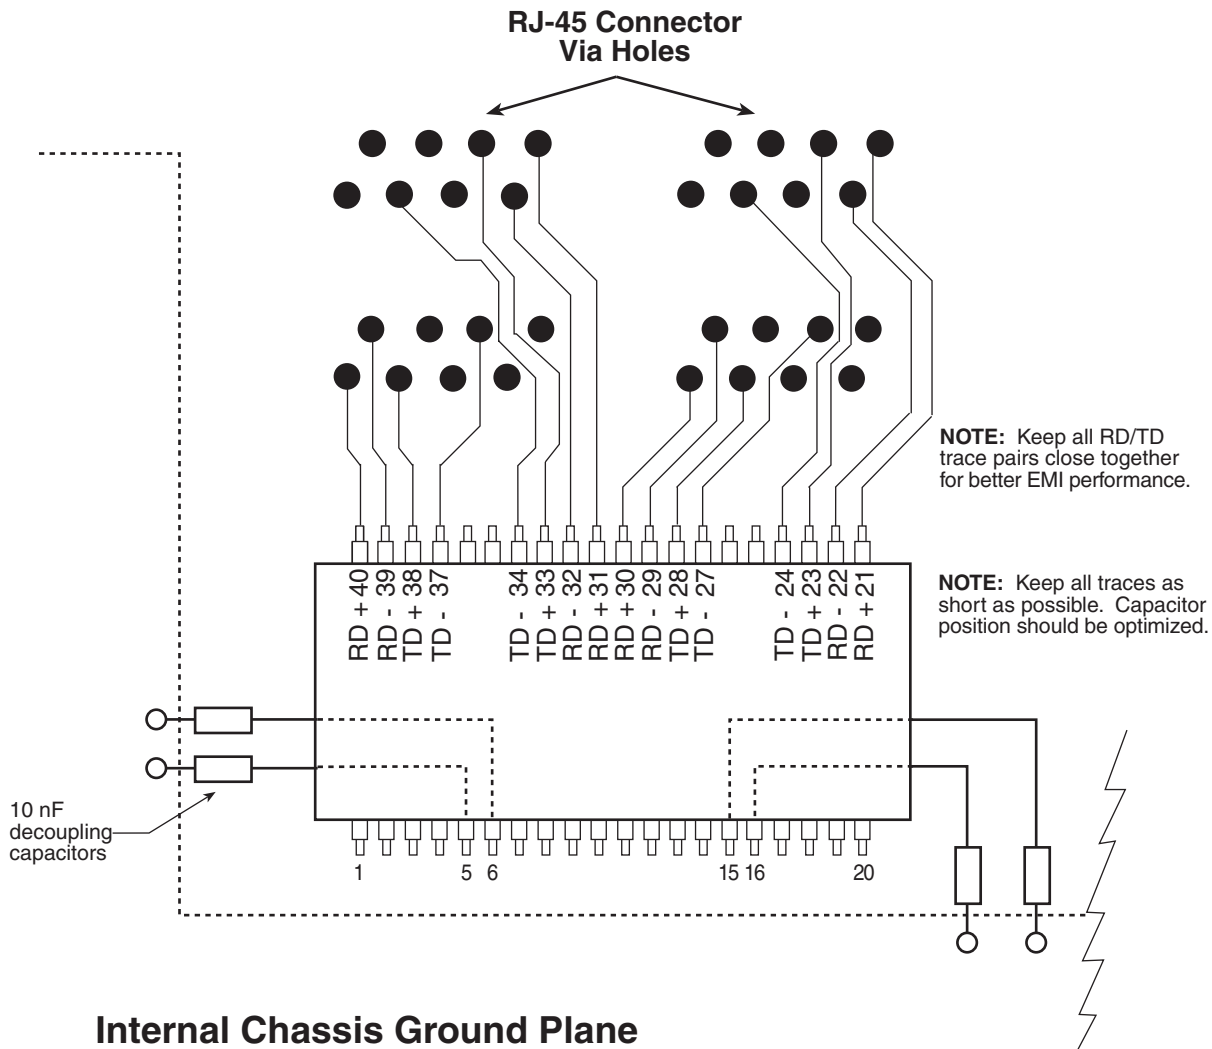 RJ-45 Connector
Via Holes
NOTE: Keep all RD/TD
trace pairs close together
for better EMI performance.
RD + 40
RD - 39
TD + 38
TD - 37
TD - 34
TD + 33
RD - 32
RD + 31
RD + 30
RD - 29
TD + 28
TD - 27
TD - 24
TD + 23
RD - 22
RD + 21
NOTE: Keep all traces as
short as possible. Capacitor
position should be optimized.
10 nF
decoupling
capacitors
1 5 6 15 16 20
Internal Chassis Ground Plane